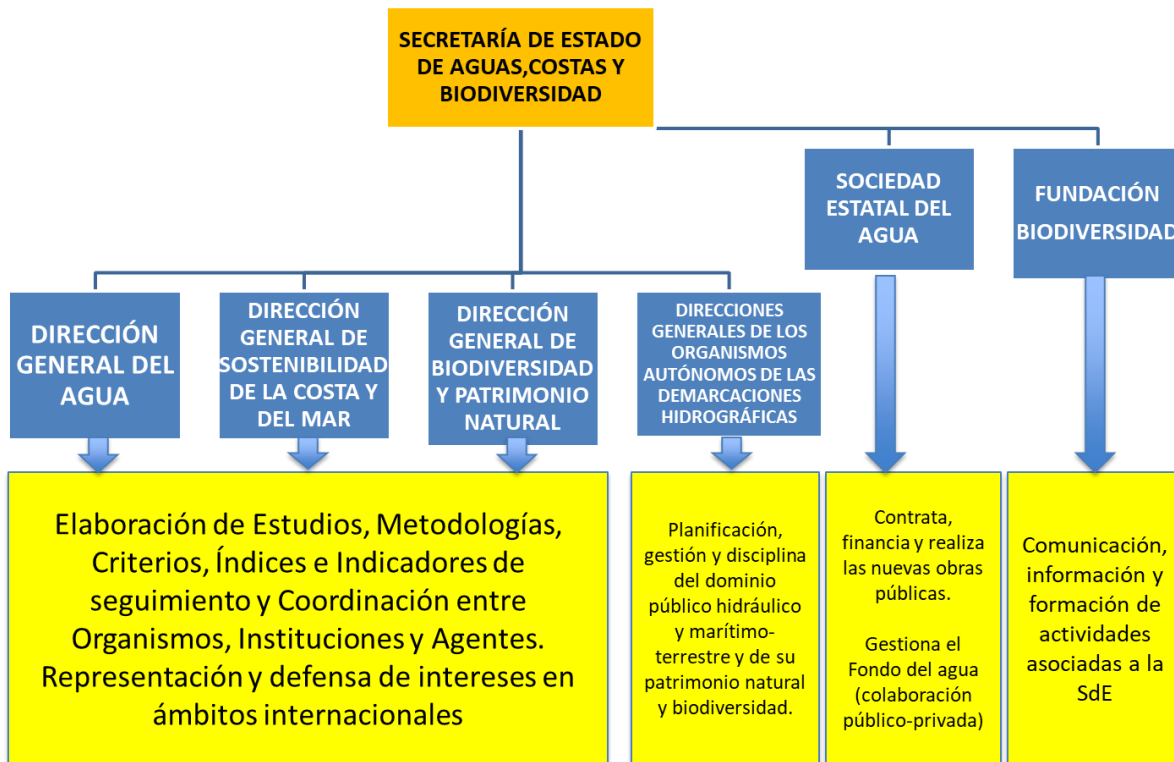 SECRETARÍA DE ESTADO
DE AGUAS,COSTAS Y
BIODIVERSIDAD
SOCIEDAD
ESTATAL DEL
AGUA
FUNDACIÓN
BIODIVERSIDAD
DIRECCIÓN
GENERAL DEL
AGUA
DIRECCIÓN
GENERAL DE
SOSTENIBILIDAD
DE LA COSTA Y
DEL MAR
DIRECCIÓN
GENERAL DE
BIODIVERSIDAD
Y PATRIMONIO
NATURAL
DIRECCIONES
GENERALES DE LOS
ORGANISMOS
AUTÓNOMOS DE LAS
DEMARCACIONES
HIDROGRÁFICAS
Elaboración de Estudios, Metodologías,
Criterios, Índices e Indicadores de
seguimiento y Coordinación entre
Organismos, Instituciones y Agentes.
Representación y defensa de intereses en
ámbitos internacionales
Planificación,
gestión y disciplina
del dominio
público hidráulico
y marítimo-
terrestre y de su
patrimonio natural
y biodiversidad.
Contrata,
financia y realiza
las nuevas obras
públicas.
Gestiona el
Fondo del agua
(colaboración
público-privada)
Comunicación,
información y
formación de
actividades
asociadas a la
SdE